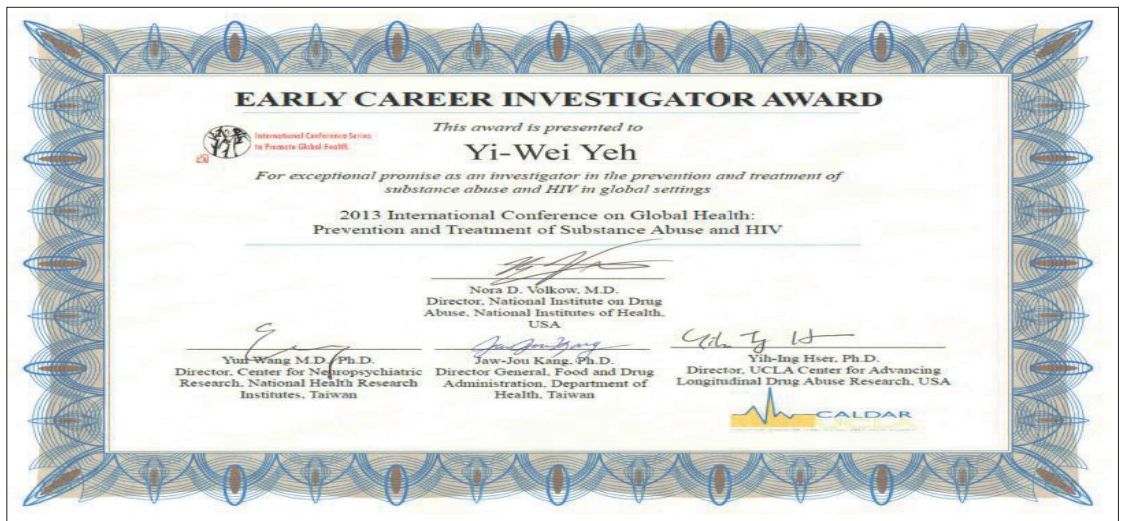 EARLY CAREER INVESTIGATOR AWARD
International Conference Series
to Promote Global Health
This award is presented to
Yi-Wei Yeh
For exceptional promise as an investigator in the prevention and treatment of
substance abuse and HIV in global settings
2013 International Conference on Global Health:
Prevention and Treatment of Substance Abuse and HIV
Nora D. Volkow, M.D.
Director, National Institute on Drug
Abuse, National Institutes of Health,
USA
Yun Wang M.D., Ph.D.
Director, Center for Neuropsychiatric
Research, National Health Research
Institutes, Taiwan
Jaw-Jou Kang, Ph.D.
Director General, Food and Drug
Administration, Department of
Health, Taiwan
Yih-Ing Hser, Ph.D.
Director, UCLA Center for Advancing
Longitudinal Drug Abuse Research, USA
CALDAR